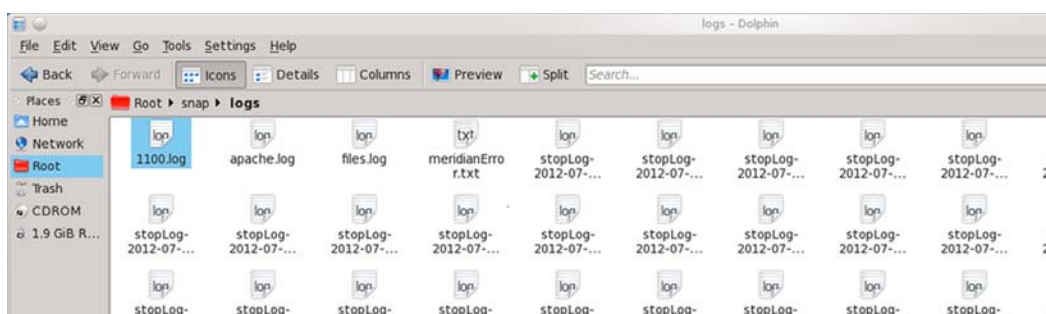 logs - Dolphin
File Edit View Go Tools Settings Help
Back Forward Icons Details Columns Preview Split Search...
Places Root snap logs
Home
Network
Root
Trash
CDROM
1.9 GiB R...
log log log txt log log log log log
1100.log apache.log files.log meridianErro stopLog- stopLog- stopLog- stopLog- stopLog-
r.txt 2012-07-... 2012-07-... 2012-07-... 2012-07-... 2012-07-...
log log log log log log log log log
stopLog- stopLog- stopLog- stopLog- stopLog- stopLog- stopLog- stopLog- stopLog-
2012-07-... 2012-07-... 2012-07-... 2012-07-... 2012-07-... 2012-07-... 2012-07-... 2012-07-... 2012-07-...
log log log log log log log log log
stopLog- stopLog- stopLog- stopLog- stopLog- stopLog- stopLog- stopLog- stopLog-